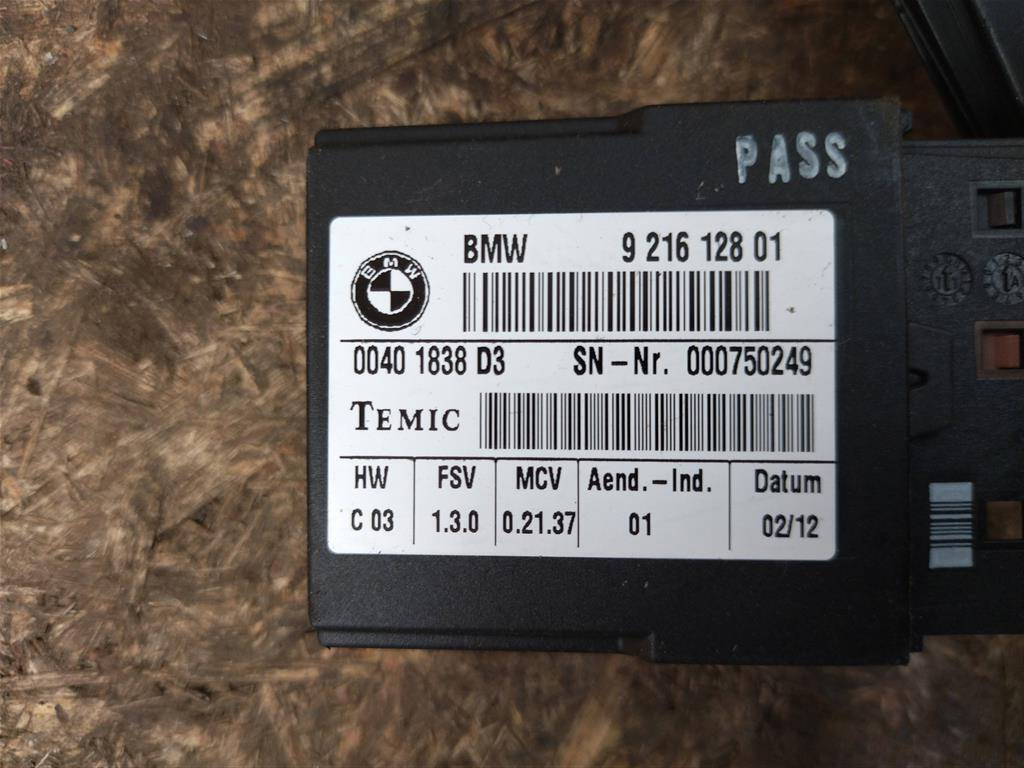 PASS
BMW 9 216 128 01
BMW
0040 1838 D3 SN-Nr. 000750249
TEMIC
HW FSV MCV Aend.-Ind. Datum
C 03 1.3.0 0.21.37 01 02/12